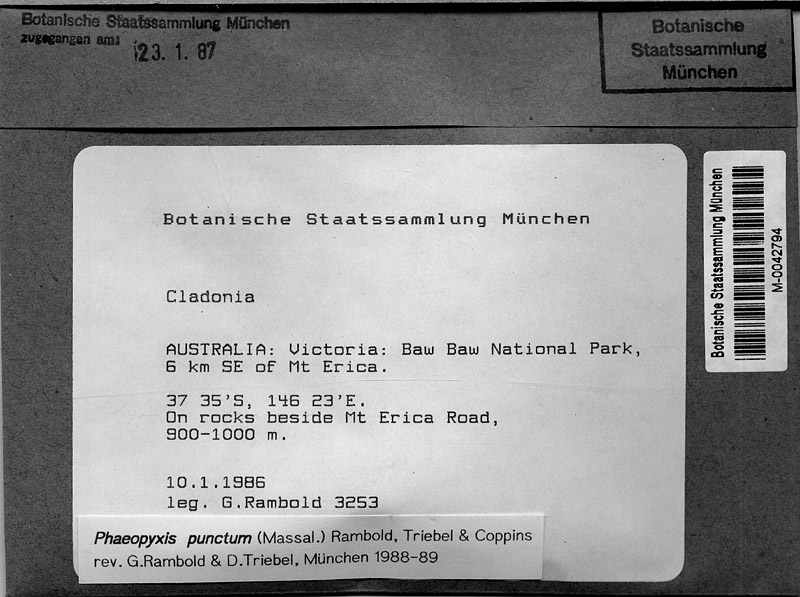 Botanische Staatssammlung München
zugegangen am:
23. 1. 87
Botanische
Staatssammlung
München
Botanische Staatssammlung München
Cladonia
AUSTRALIA: Victoria: Baw Baw National Park,
6 km SE of Mt Erica.
37 35'S, 146 23'E.
On rocks beside Mt Erica Road,
900-1000 m.
10.1.1986
leg. G.Rambold 3253
Phaeopyxis punctum (Massal.) Rambold, Triebel & Coppins
rev. G.Rambold & D.Triebel, München 1988-89
Botanische Staatssammlung München
M-0042794